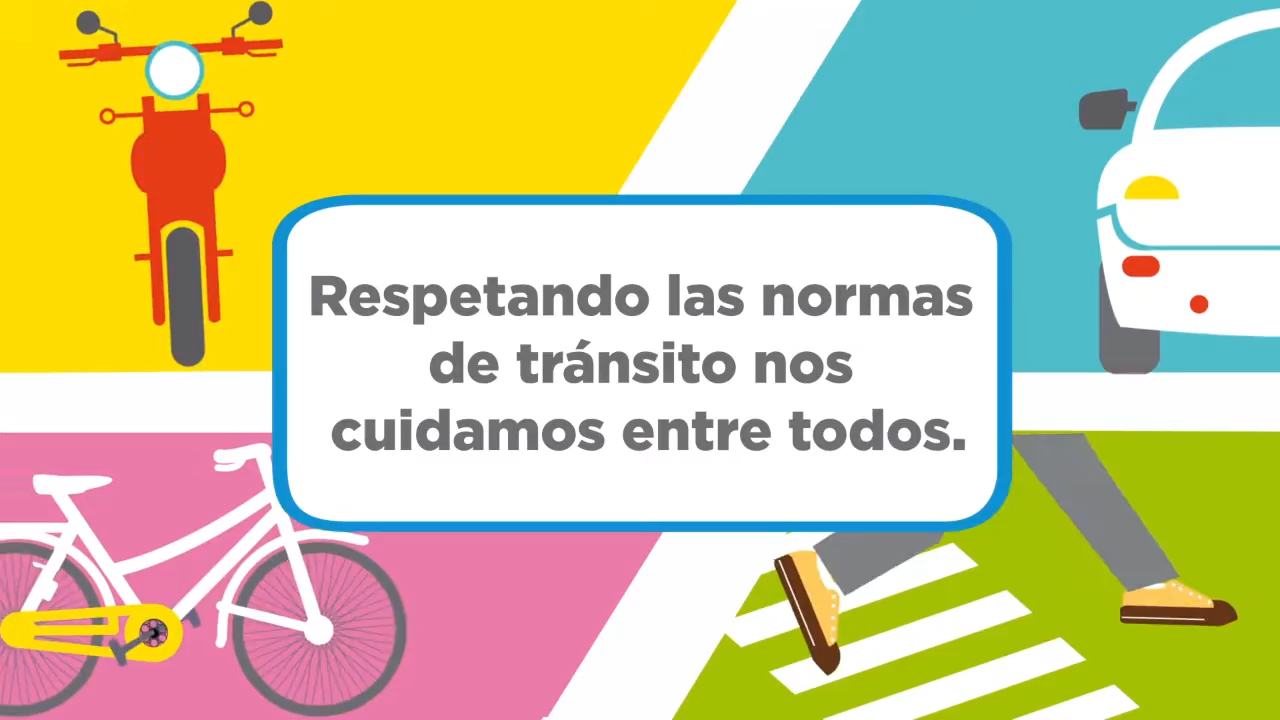 Respetando las normas
de tránsito nos
cuidamos entre todos.